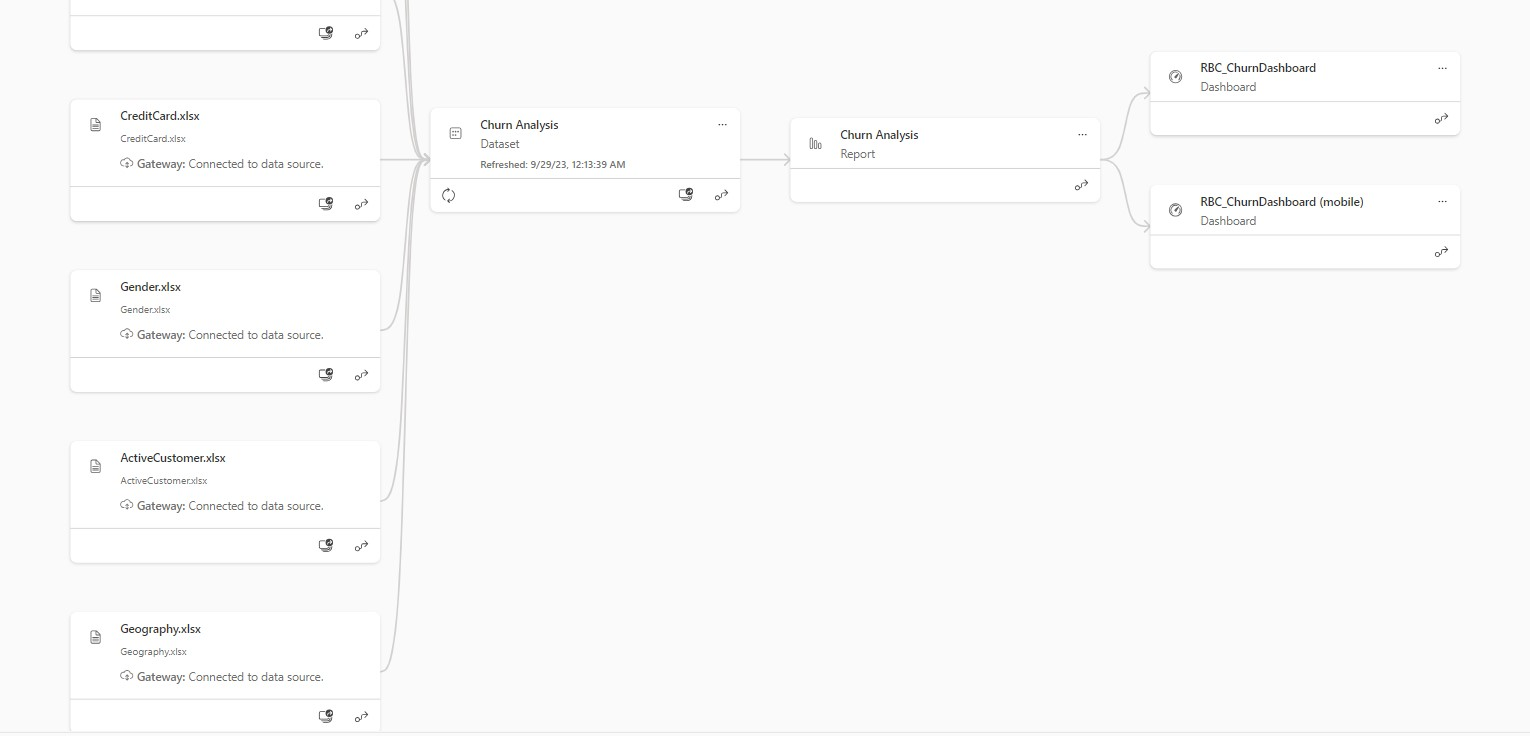 CreditCard.xlsx
CreditCard.xlsx
Gateway: Connected to data source.
Gender.xlsx
Gender.xlsx
Gateway: Connected to data source.
ActiveCustomer.xlsx
ActiveCustomer.xlsx
Gateway: Connected to data source.
Geography.xlsx
Geography.xlsx
Gateway: Connected to data source.
Churn Analysis
Dataset
Refreshed: 9/29/23, 12:13:39 AM
Churn Analysis
Report
RBC_ChurnDashboard
Dashboard
RBC_ChurnDashboard (mobile)
Dashboard